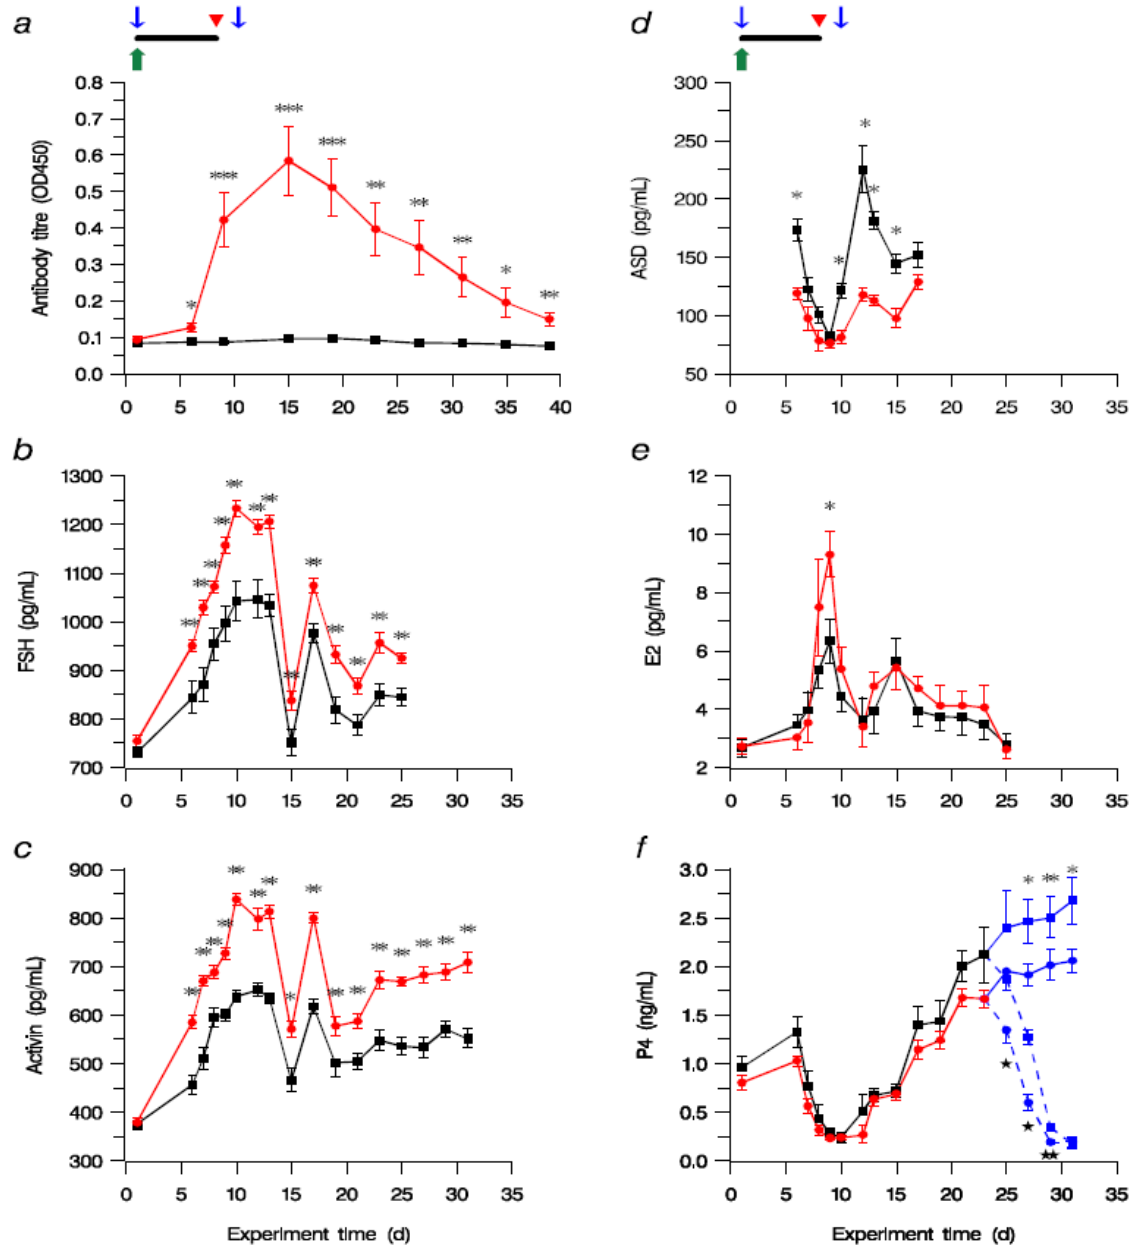 a
*** *** *** ** ** ** * ** *
Antibody titre (OD450)
0.8
0.7
0.6
0.5
0.4
0.3
0.2
0.1
0.0
0 5 10 15 20 25 30 35 40
b
FSH (pg/mL)
1300
1200
1100
1000
900
800
700
** ** ** ** ** ** ** ** ** ** ** ** **
0 5 10 15 20 25 30 35
c
Activin (pg/mL)
900
800
700
600
500
400
300
** ** ** ** ** ** ** * ** ** ** ** ** ** ** **
0 5 10 15 20 25 30 35
Experiment time (d)
d
ASD (pg/mL)
300
250
200
150
100
50
* * * * *
0 5 10 15 20 25 30 35
e
E2 (pg/mL)
12
10
8
6
4
2
*
0 5 10 15 20 25 30 35
f
P4 (ng/mL)
3.0
2.5
2.0
1.5
1.0
0.5
0.0
* ** *
★ ★ ★★
0 5 10 15 20 25 30 35
Experiment time (d)